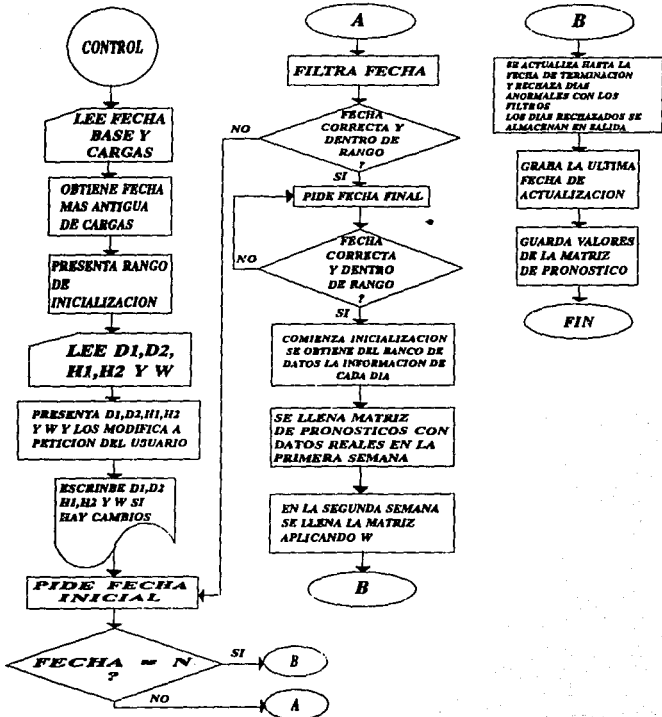 CONTROL
LEE FECHA
BASE Y
CARGAS
OBTIENE FECHA
MAS ANTIGUA
DE CARGAS
PRESENTA RANGO
DE
INICIALIZACION
LEE D1,D2,
H1,H2 Y W
PRESENTA D1,D2,H1,H2
Y W Y LOS MODIFICA A
PETICION DEL USUARIO
ESCRINBE D1,D2
H1,H2 Y W SI
HAY CAMBIOS
PIDE FECHA
INICIAL
FECHA = N
?
SI
B
NO
A
A
FILTRA FECHA
NO
FECHA
CORRECTA Y
DENTRO DE
RANGO
?
SI
PIDE FECHA FINAL
NO
FECHA
CORRECTA
Y DENTRO
DE RANGO
?
SI
COMIENZA INICIALIZACION
SE OBTIENE DEL BANCO DE
DATOS LA INFORMACION DE
CADA DIA
SE LLENA MATRIZ
DE PRONOSTICOS CON
DATOS REALES EN LA
PRIMERA SEMANA
EN LA SEGUNDA SEMANA
SE LLENA LA MATRIZ
APLICANDO W
B
B
SE ACTUALIZA HASTA LA
FECHA DE TERMINACION
Y RECHAZA DIAS
ANORMALES CON LOS
FILTROS
LOS DIAS RECHAZADOS SE
ALMACENAN EN SALIDA
GRABA LA ULTIMA
FECHA DE
ACTUALIZACION
GUARDA VALORES
DE LA MATRIZ
DE PRONOSTICO
FIN